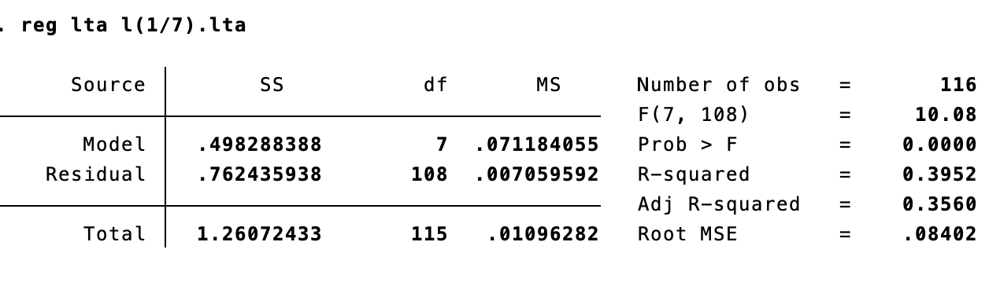 . reg lta l(1/7).lta
Source SS df MS Number of obs = 116
F(7, 108) = 10.08
Model .498288388 7 .071184055 Prob > F = 0.0000
Residual .762435938 108 .007059592 R-squared = 0.3952
Adj R-squared = 0.3560
Total 1.26072433 115 .01096282 Root MSE = .08402